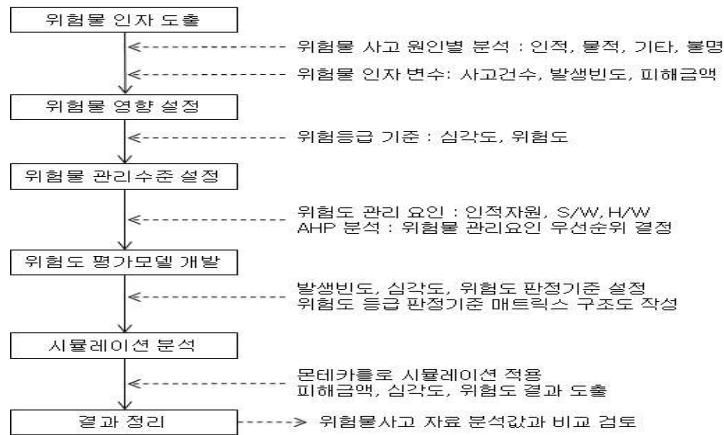 위험물 인자 도출
위험물 사고 원인별 분석 : 인적, 물적, 기타, 불명
위험물 인자 변수: 사고건수, 발생빈도, 피해금액
위험물 영향 설정
위험등급 기준 : 심각도, 위험도
위험물 관리수준 설정
위험도 관리 요인 : 인적자원, S/W, H/W
AHP 분석 : 위험물 관리요인 우선순위 결정
위험도 평가모델 개발
발생빈도, 심각도, 위험도 판정기준 설정
위험도 등급 판정기준 매트릭스 구조도 작성
시뮬레이션 분석
몬테카를로 시뮬레이션 적용
피해금액, 심각도, 위험도 결과 도출
결과 정리
위험물사고 자료 분석값과 비교 검토